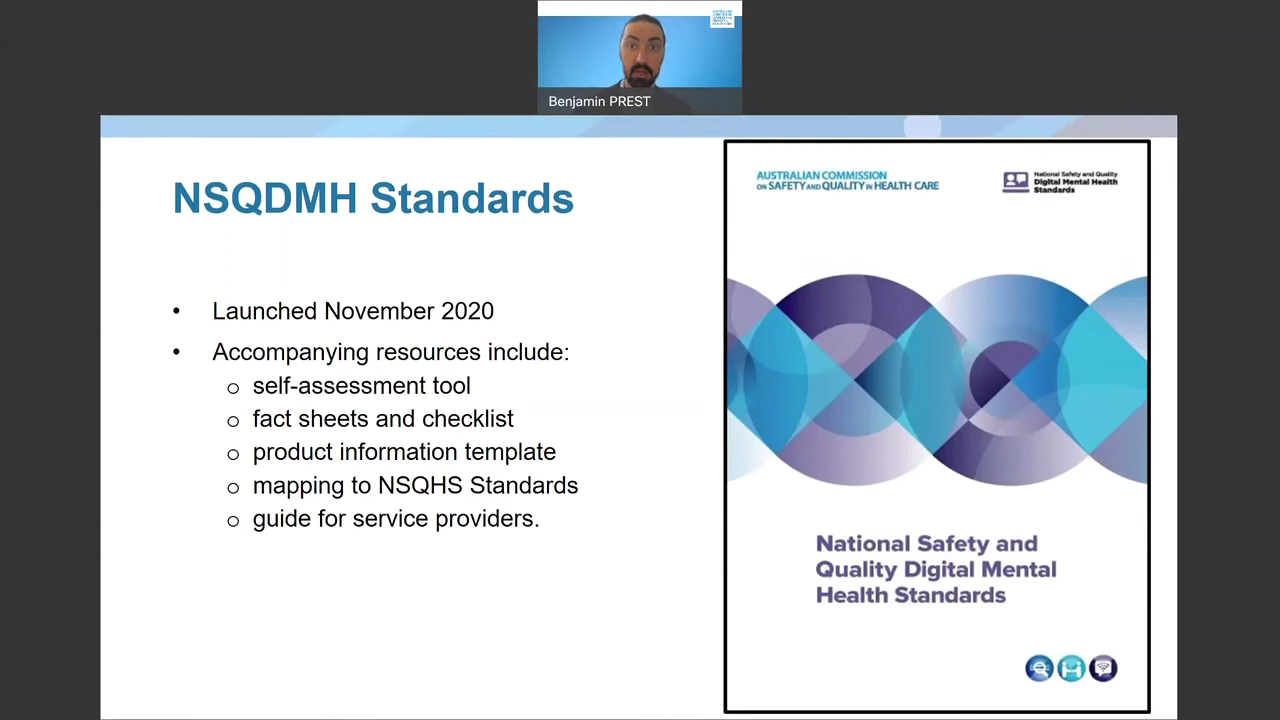 Benjamin PREST
NSQDMH Standards
• Launched November 2020
• Accompanying resources include:
o self-assessment tool
o fact sheets and checklist
o product information template
o mapping to NSQHS Standards
o guide for service providers.
AUSTRALIAN COMMISSION
ON SAFETY AND QUALITY IN HEALTH CARE
National Safety and Quality
Digital Mental Health
Standards
National Safety and
Quality Digital Mental
Health Standards